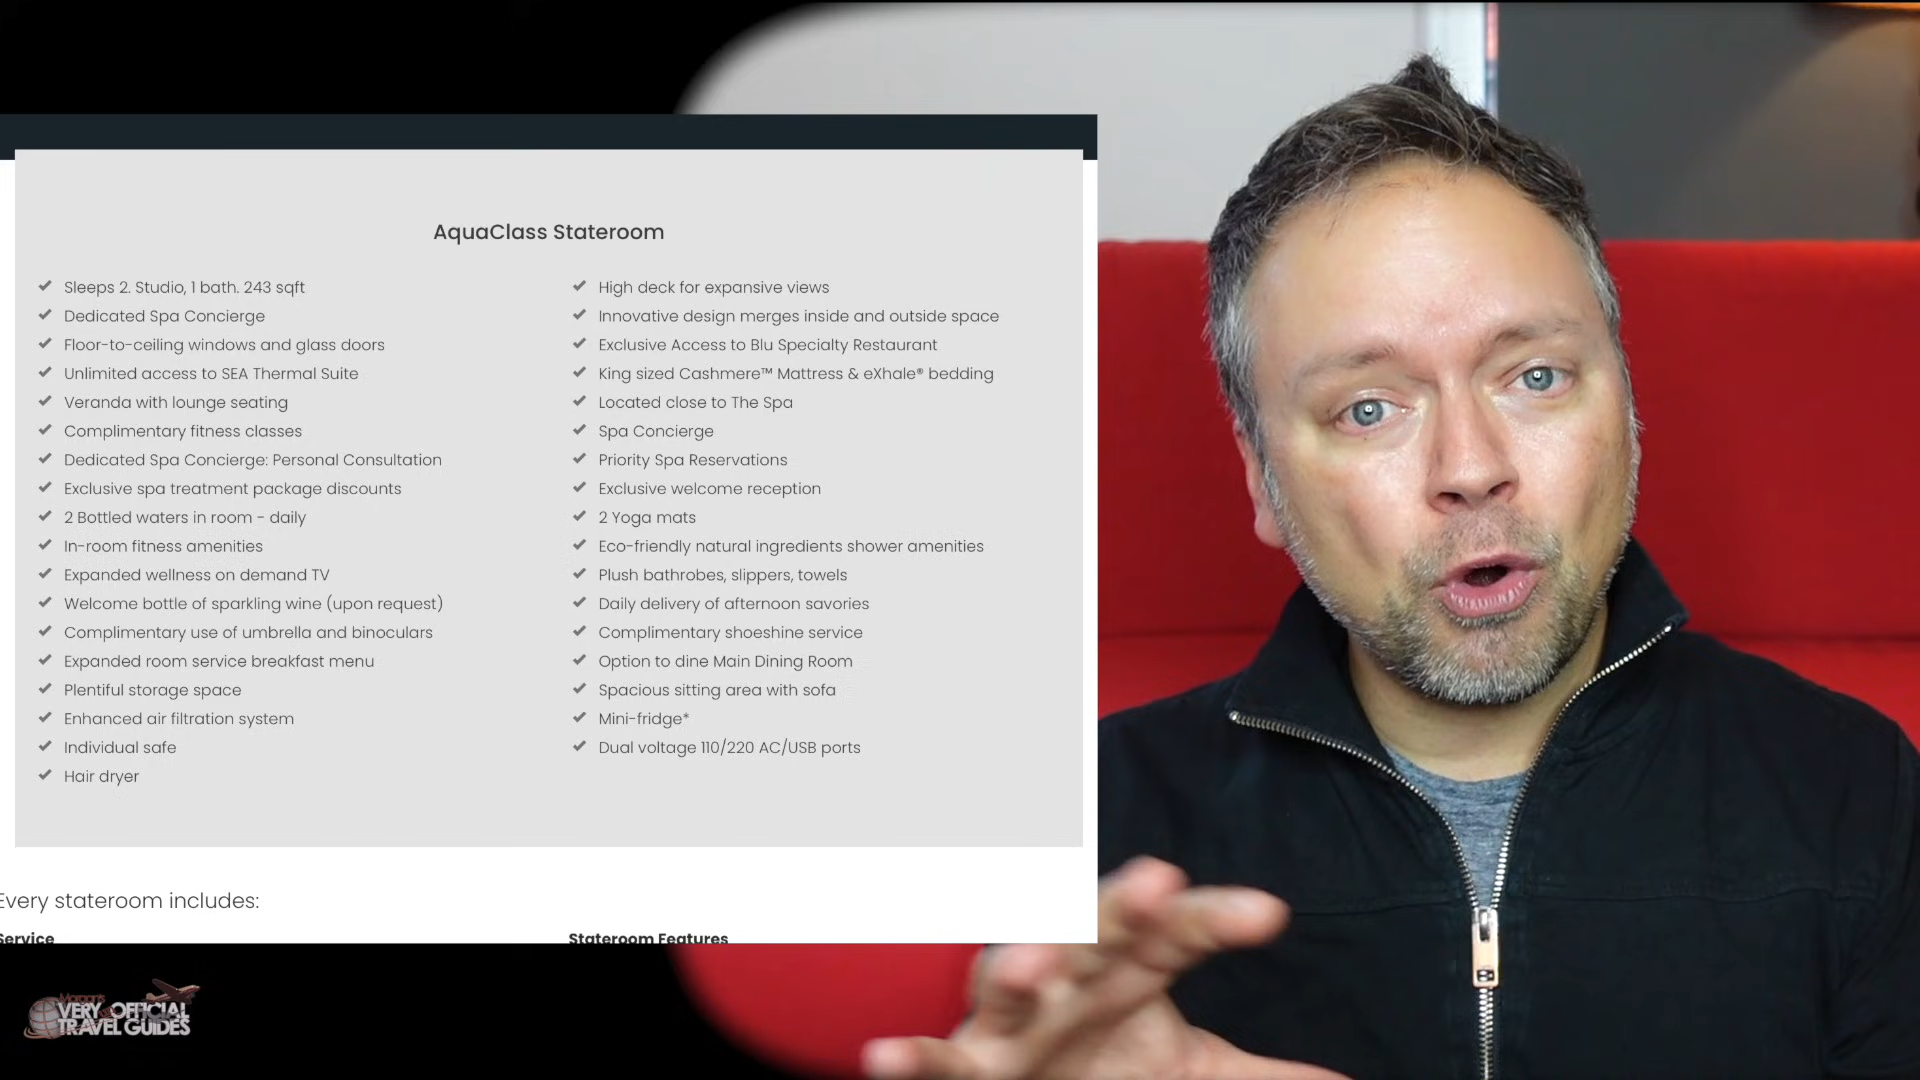 AquaClass Stateroom
Sleeps 2. Studio, 1 bath. 243 sqft
Dedicated Spa Concierge
Floor-to-ceiling windows and glass doors
Unlimited access to SEA Thermal Suite
Veranda with lounge seating
Complimentary fitness classes
Dedicated Spa Concierge: Personal Consultation
Exclusive spa treatment package discounts
2 Bottled waters in room - daily
In-room fitness amenities
Expanded wellness on demand TV
Welcome bottle of sparkling wine (upon request)
Complimentary use of umbrella and binoculars
Expanded room service breakfast menu
Plentiful storage space
Enhanced air filtration system
Individual safe
Hair dryer
High deck for expansive views
Innovative design merges inside and outside space
Exclusive Access to Blu Specialty Restaurant
King sized Cashmere™ Mattress & eXhale® bedding
Located close to The Spa
Spa Concierge
Priority Spa Reservations
Exclusive welcome reception
2 Yoga mats
Eco-friendly natural ingredients shower amenities
Plush bathrobes, slippers, towels
Daily delivery of afternoon savories
Complimentary shoeshine service
Option to dine Main Dining Room
Spacious sitting area with sofa
Mini-fridge*
Dual voltage 110/220 AC/USB ports
Every stateroom includes:
Service
Stateroom Features
VERY OFFICIAL
TRAVEL GUIDES